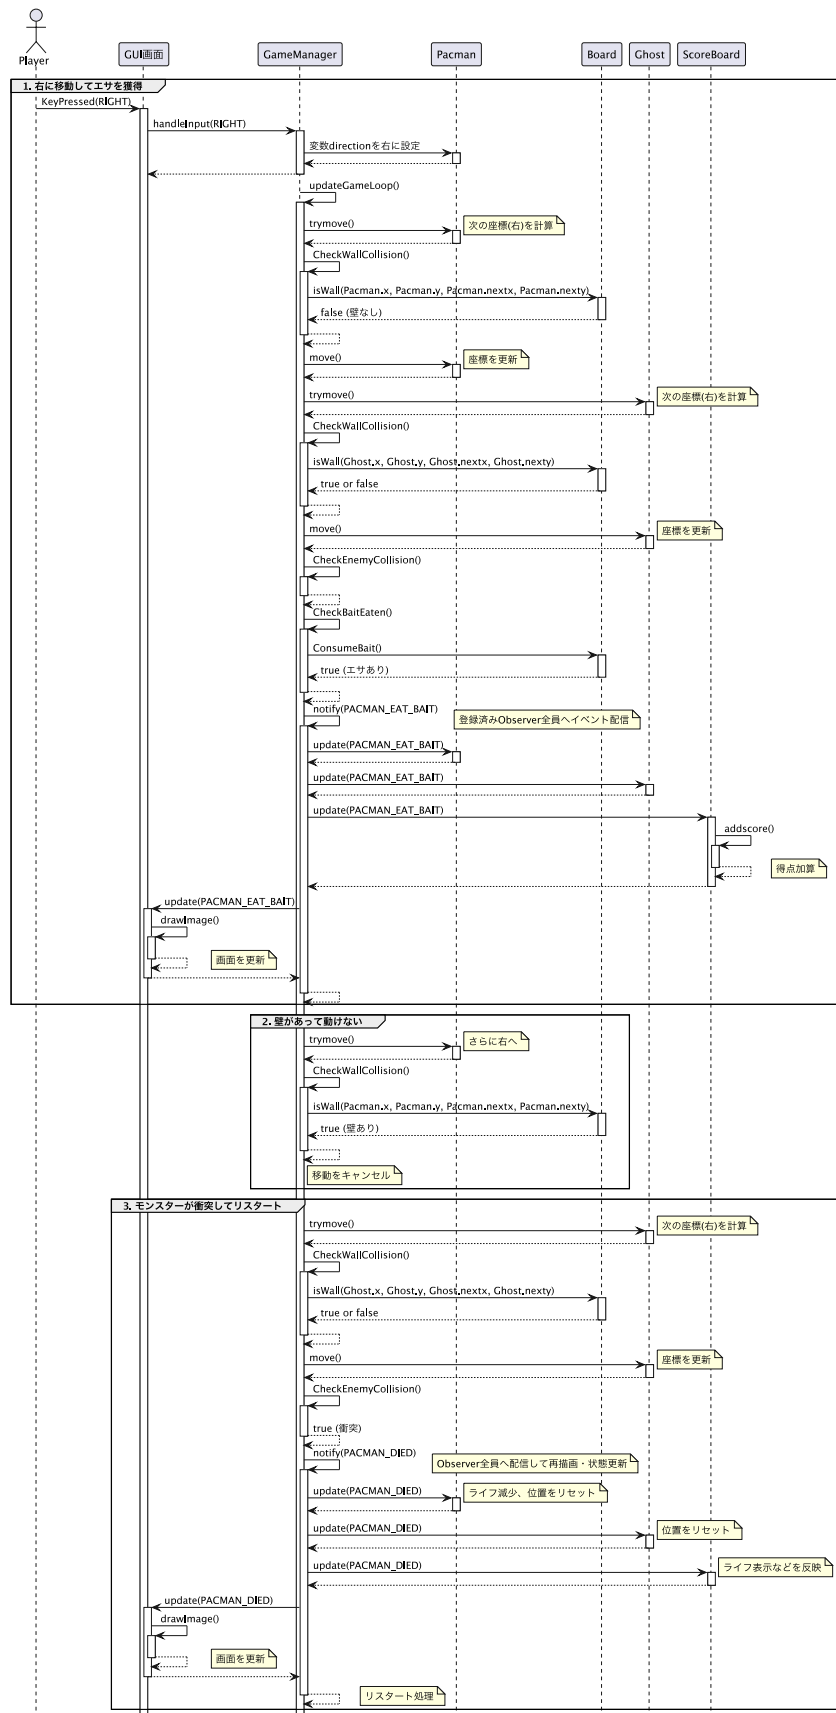 Player
GUI画面
GameManager
Pacman
Board
Ghost
ScoreBoard
1. 右に移動してエサを獲得
KeyPressed(RIGHT)
handleInput(RIGHT)
変数directionを右に設定
updateGameLoop()
trymove()
次の座標(右)を計算
CheckWallCollision()
isWall(Pacman.x, Pacman.y, Pacman.nextx, Pacman.nexty)
false (壁なし)
move()
座標を更新
trymove()
次の座標(右)を計算
CheckWallCollision()
isWall(Ghost.x, Ghost.y, Ghost.nextx, Ghost.nexty)
true or false
move()
座標を更新
CheckEnemyCollision()
CheckBaitEaten()
ConsumeBait()
true (エサあり)
notify(PACMAN_EAT_BAIT)
登録済みObserver全員へイベント配信
update(PACMAN_EAT_BAIT)
update(PACMAN_EAT_BAIT)
update(PACMAN_EAT_BAIT)
addscore()
得点加算
update(PACMAN_EAT_BAIT)
drawImage()
画面を更新
2. 壁があって動けない
trymove()
さらに右へ
CheckWallCollision()
isWall(Pacman.x, Pacman.y, Pacman.nextx, Pacman.nexty)
true (壁あり)
移動をキャンセル
3. モンスターが衝突してリスタート
trymove()
次の座標(右)を計算
CheckWallCollision()
isWall(Ghost.x, Ghost.y, Ghost.nextx, Ghost.nexty)
true or false
move()
座標を更新
CheckEnemyCollision()
true (衝突)
notify(PACMAN_DIED)
Observer全員へ配信して再描画・状態更新
update(PACMAN_DIED)
ライフ減少、位置をリセット
update(PACMAN_DIED)
位置をリセット
update(PACMAN_DIED)
ライフ表示などを反映
update(PACMAN_DIED)
drawImage()
画面を更新
リスタート処理